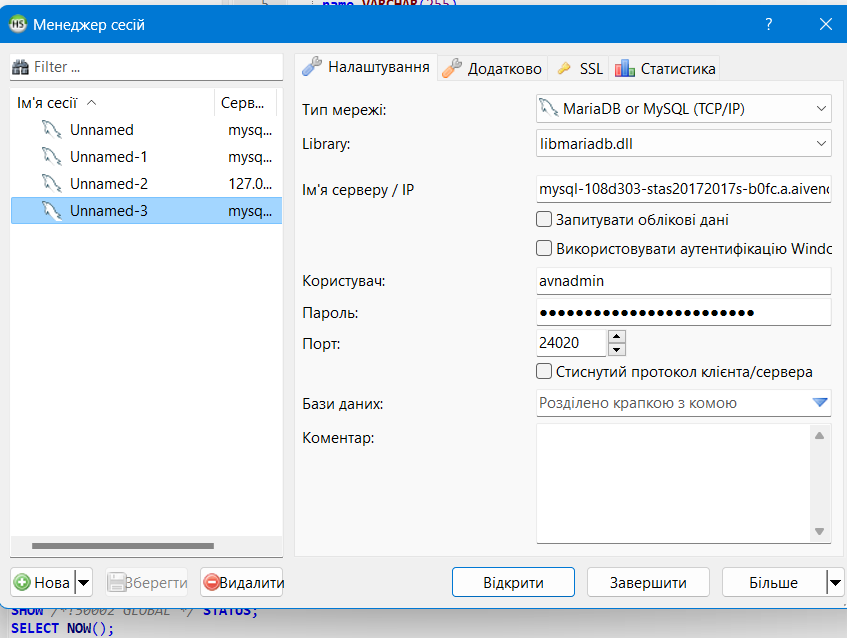 name VARCHAR(255)
HS Менеджер сесій ?
Filter ...
Ім'я сесії Серв...
Unnamed mysq...
Unnamed-1 mysq...
Unnamed-2 127.0...
Unnamed-3 mysq...
Налаштування Додатково SSL Статистика
Тип мережі: MariaDB or MySQL (TCP/IP)
Library: libmariadb.dll
Ім'я серверу / IP mysql-108d303-stas20172017s-b0fc.a.aivenc
Запитувати облікові дані
Використовувати аутентифікацію Windo
Користувач: avnadmin
Пароль: ●●●●●●●●●●●●●●●●●●●●●●●●
Порт: 24020
Стиснутий протокол клієнта/сервера
Бази даних: Розділено крапкою з комою
Коментар:
Нова Зберегти Видалити Відкрити Завершити Більше
SHOW /*!50002 GLOBAL */ STATUS;
SELECT NOW();